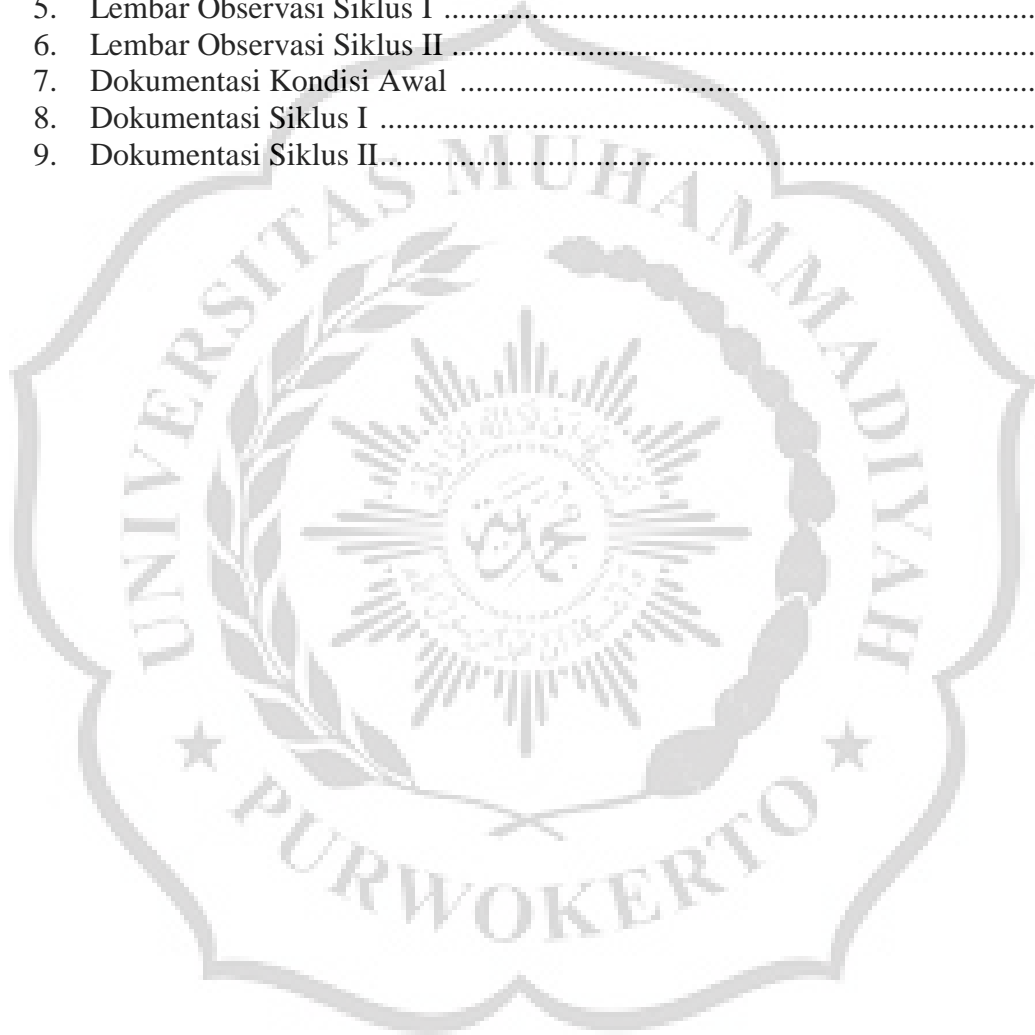 5. Lembar Observasi Siklus I ........................................................................
6. Lembar Observasi Siklus II .......................................................................
7. Dokumentasi Kondisi Awal ......................................................................
8. Dokumentasi Siklus I ................................................................................
9. Dokumentasi Siklus II ...............................................................................
UNIVERSITAS MUHAMMADIYAH
PURWOKERTO